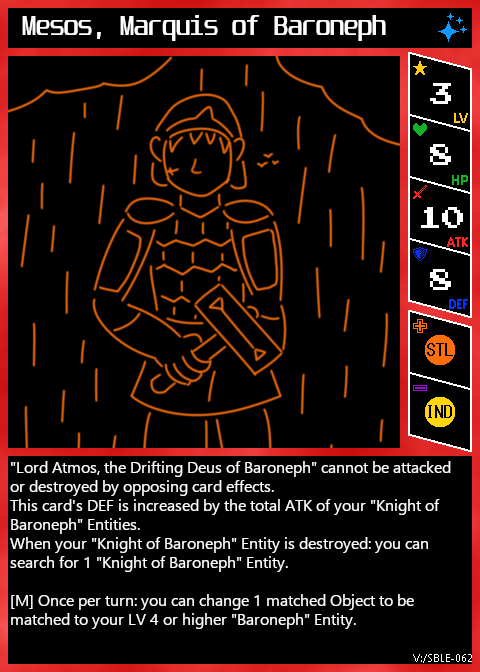 Mesos, Marquis of Baroneph
3
LV
8
HP
10
ATK
8
DEF
STL
IND
"Lord Atmos, the Drifting Deus of Baroneph" cannot be attacked
or destroyed by opposing card effects.
This card's DEF is increased by the total ATK of your "Knight of
Baroneph" Entities.
When your "Knight of Baroneph" Entity is destroyed: you can
search for 1 "Knight of Baroneph" Entity.
[M] Once per turn: you can change 1 matched Object to be
matched to your LV 4 or higher "Baroneph" Entity.
V:/SBLE-062